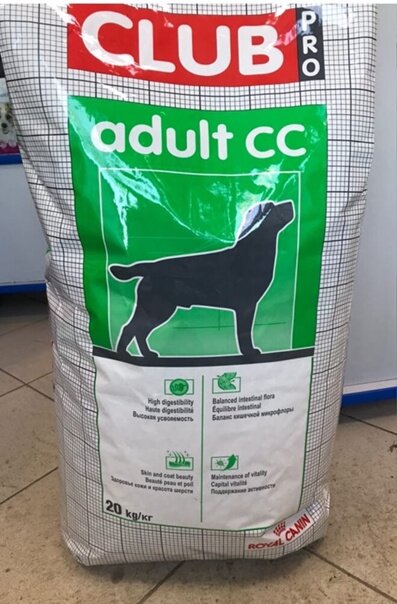 CLUB
PRO
adult CC
High digestibility
Haute digestibilité
Высокая усвояемость
Balanced intestinal flora
Équilibre Intestinal
Баланс кишечной микрофлоры
Skin and coat beauty
Beauté peau et poil
Здоровье кожи и красота шерсти
Maintenance of vitality
Capital vitalité
Поддержание активности
20 kg/кг
ROYAL CANIN